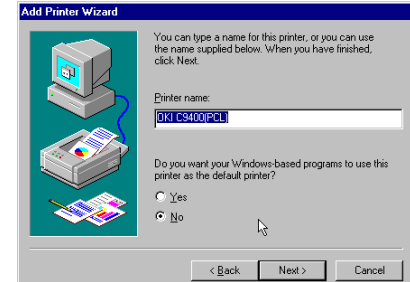 Add Printer Wizard
You can type a name for this printer, or you can use
the name supplied below. When you have finished,
click Next.
Printer name:
OKI C9400(PCL)
Do you want your Windows-based programs to use this
printer as the default printer?
Yes
No
< Back
Next >
Cancel